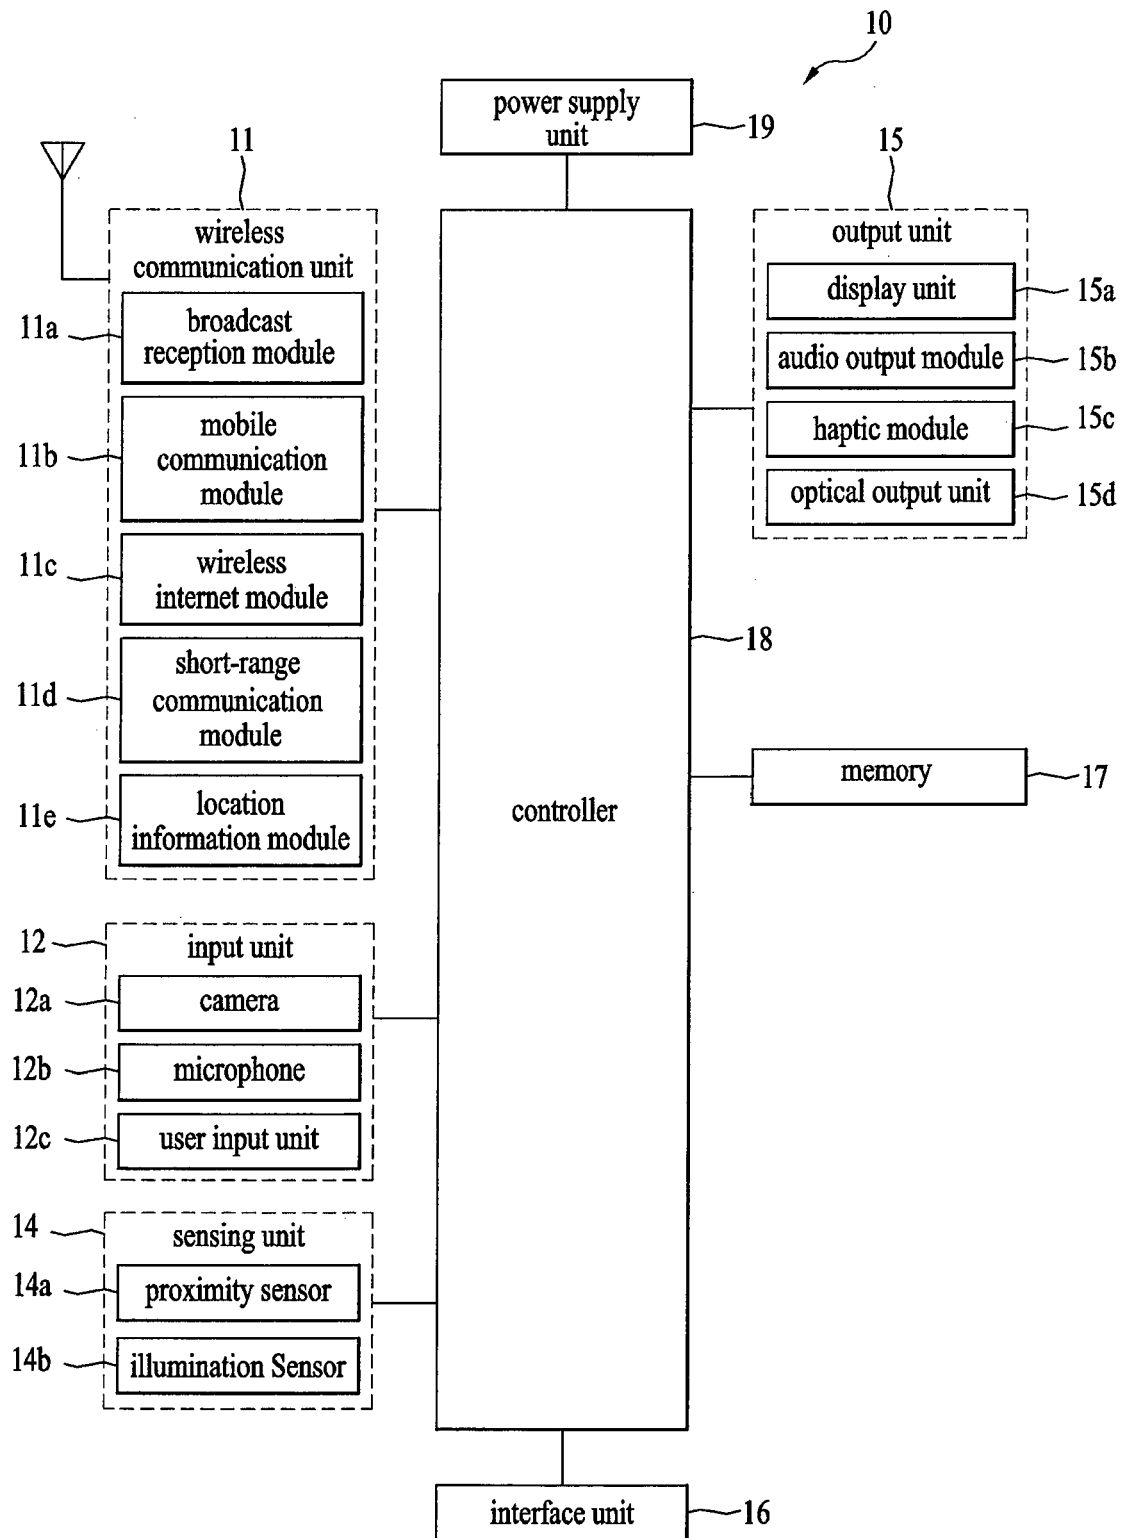 10
power supply
unit
19
11
wireless
communication unit
11a
broadcast
reception module
11b
mobile
communication
module
11c
wireless
internet module
11d
short-range
communication
module
11e
location
information module
12
input unit
12a
camera
12b
microphone
12c
user input unit
14
sensing unit
14a
proximity sensor
14b
illumination Sensor
controller
18
15
output unit
display unit
15a
audio output module
15b
haptic module
15c
optical output unit
15d
memory
17
interface unit
16